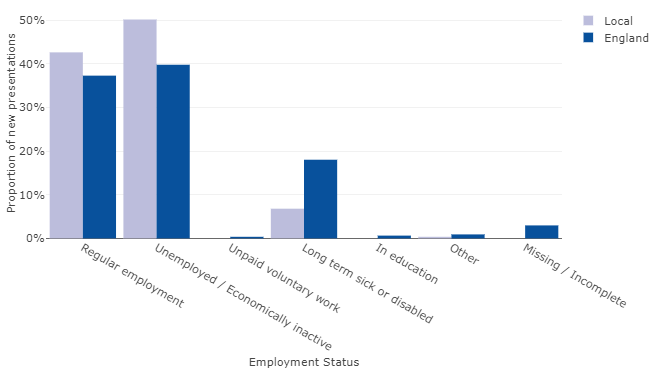 Proportion of new presentations
50%
40%
30%
20%
10%
0%
Regular employment
Unemployed / Economically inactive
Unpaid voluntary work
Long term sick or disabled
In education
Other
Missing / Incomplete
Employment Status
Local
England